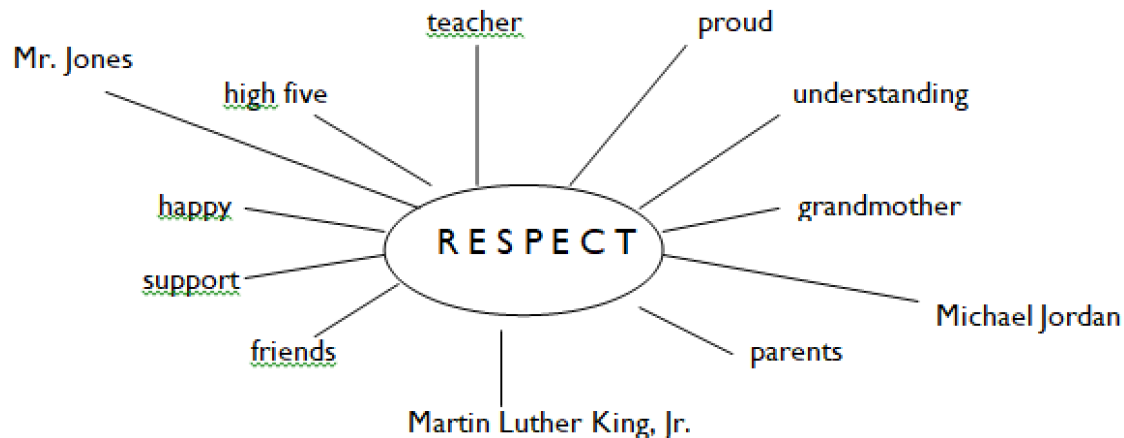 teacher
proud
Mr. Jones
high five
understanding
happy
grandmother
RESPECT
support
Michael Jordan
friends
parents
Martin Luther King, Jr.